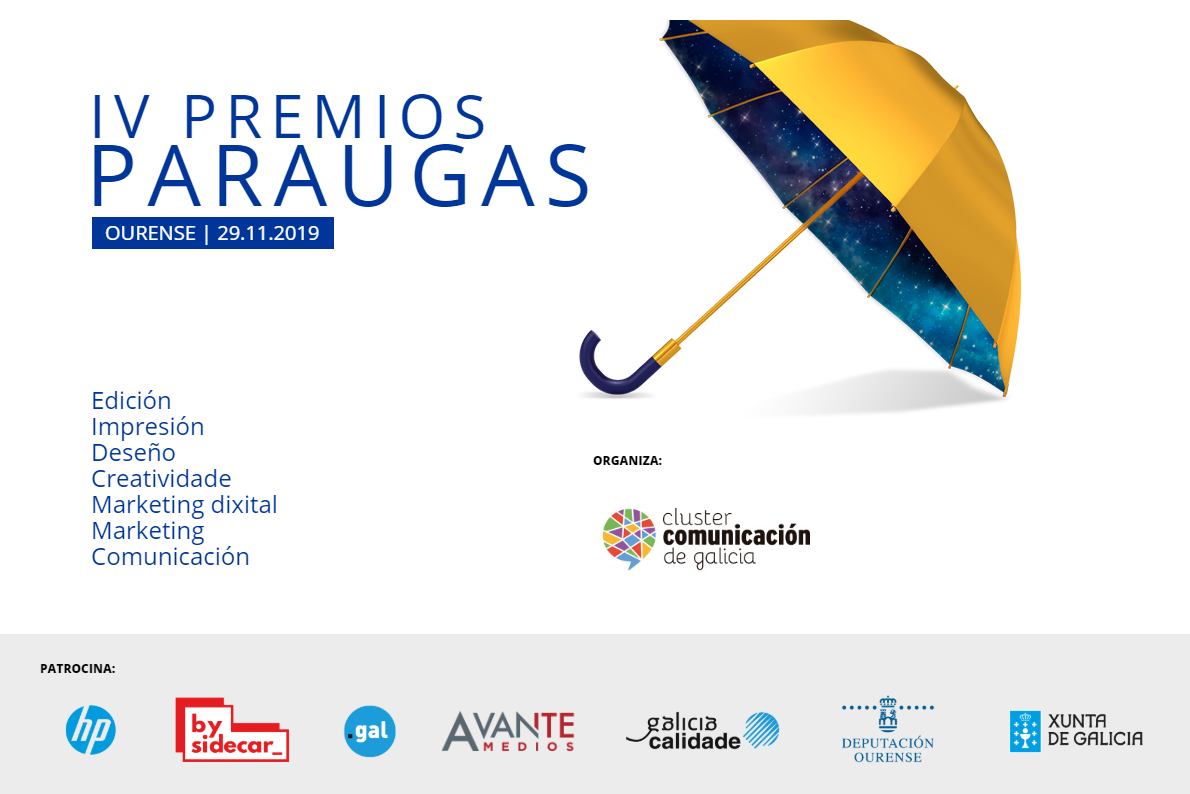 IV PREMIOS
PARAUGAS
OURENSE | 29.11.2019
Edición
Impresión
Deseño
Creatividade
Marketing dixital
Marketing
Comunicación
ORGANIZA:
cluster
comunicación
de galicia
PATROCINA:
hp
by
sidecar_
.gal
AVANTE
MEDIOS
galicia
calidade
DEPUTACIÓN
OURENSE
XUNTA
DE GALICIA